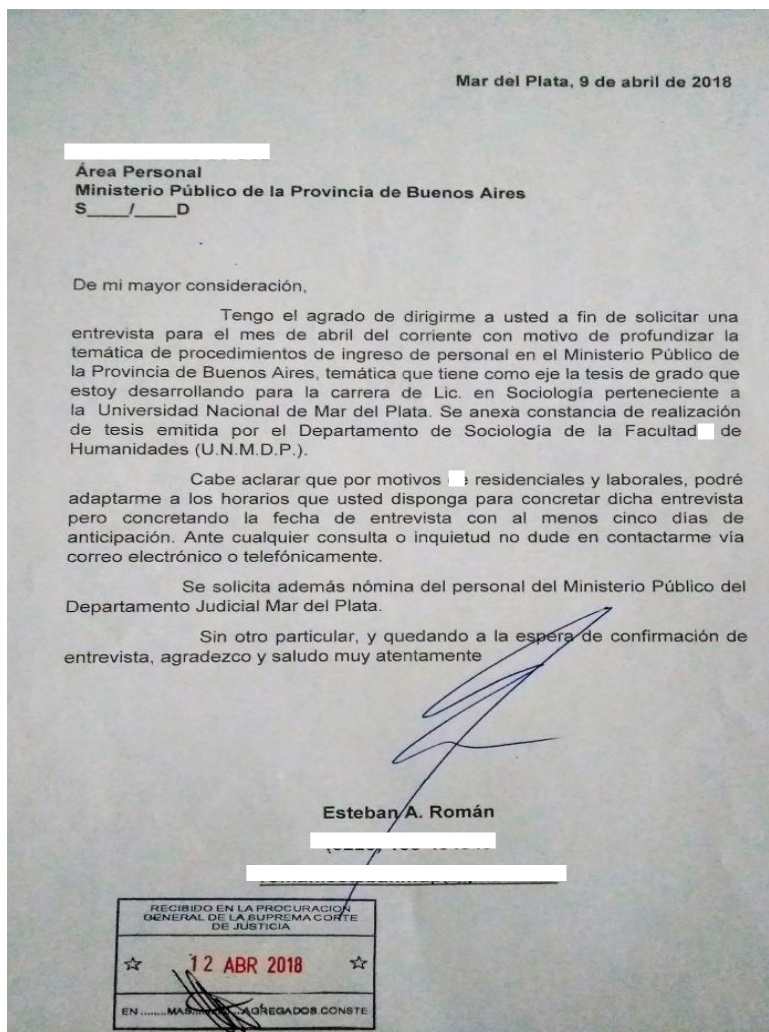 Mar del Plata, 9 de abril de 2018
Área Personal
Ministerio Público de la Provincia de Buenos Aires
S____/____D
De mi mayor consideración,
Tengo el agrado de dirigirme a usted a fin de solicitar una
entrevista para el mes de abril del corriente con motivo de profundizar la
temática de procedimientos de ingreso de personal en el Ministerio Público de
la Provincia de Buenos Aires, temática que tiene como eje la tesis de grado que
estoy desarrollando para la carrera de Lic. en Sociología perteneciente a
la Universidad Nacional de Mar del Plata. Se anexa constancia de realización
de tesis emitida por el Departamento de Sociología de la Facultad de
Humanidades (U.N.M.D.P.).
Cabe aclarar que por motivos residenciales y laborales, podré
adaptarme a los horarios que usted disponga para concretar dicha entrevista
pero concretando la fecha de entrevista con al menos cinco días de
anticipación. Ante cualquier consulta o inquietud no dude en contactarme vía
correo electrónico o telefónicamente.
Se solicita además nómina del personal del Ministerio Público del
Departamento Judicial Mar del Plata.
Sin otro particular, y quedando a la espera de confirmación de
entrevista, agradezco y saludo muy atentamente
Esteban A. Román
RECIBIDO EN LA PROCURACION
GENERAL DE LA SUPREMA CORTE
DE JUSTICIA
12 ABR 2018
EN ........MAS........AGREGADOS.CONSTE